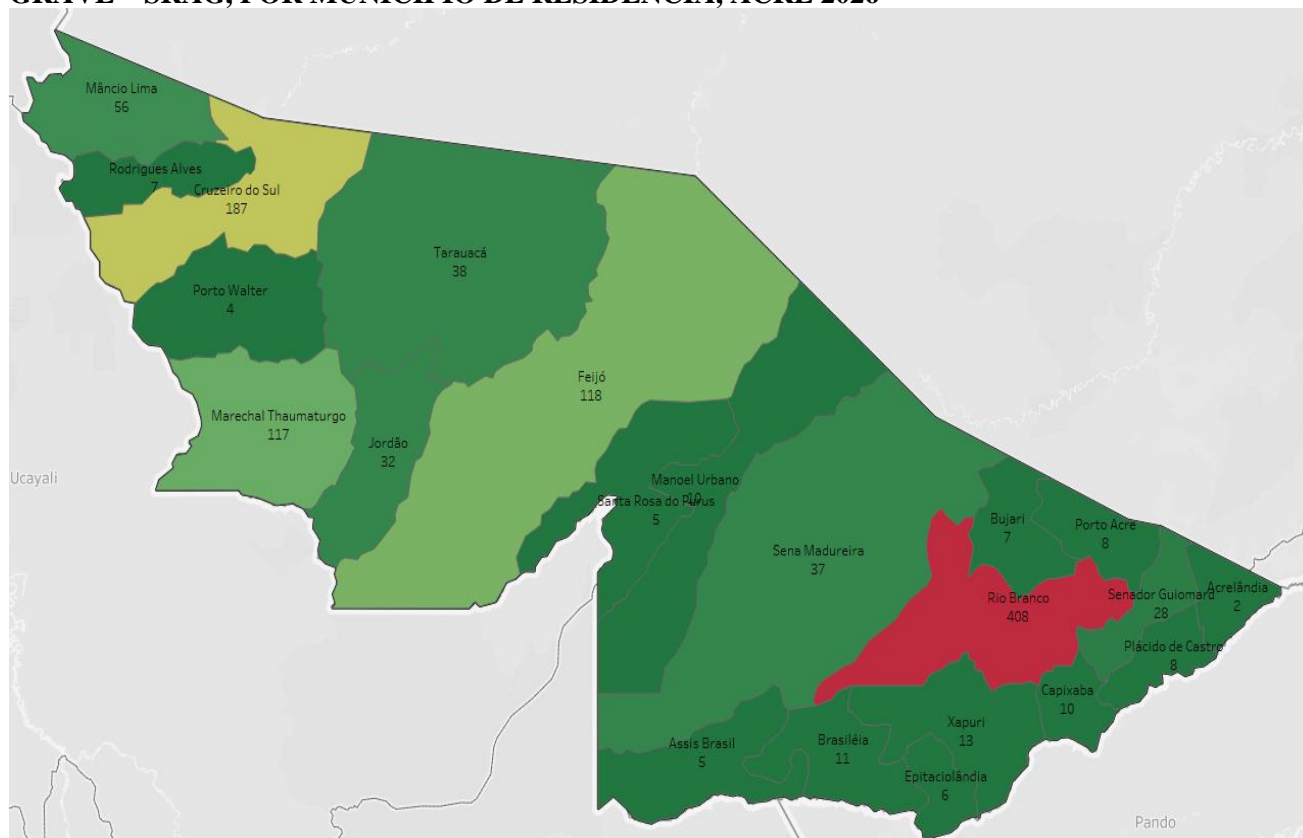 GRAVE – SRAG, POR MUNICÍPIO DE RESIDÊNCIA, ACRE 2026
Mâncio Lima
56
Rodrigues Alves
7
Cruzeiro do Sul
187
Tarauacá
38
Porto Walter
4
Feijó
118
Marechal Thaumaturgo
117
Jordão
32
Ucayali
Manoel Urbano
10
Santa Rosa do Purus
5
Sena Madureira
37
Bujari
7
Porto Acre
8
Rio Branco
408
Senador Guiomard
28
Acrelândia
2
Plácido de Castro
8
Capixaba
10
Xapuri
13
Assis Brasil
5
Brasiléia
11
Epitaciolândia
6
Pando